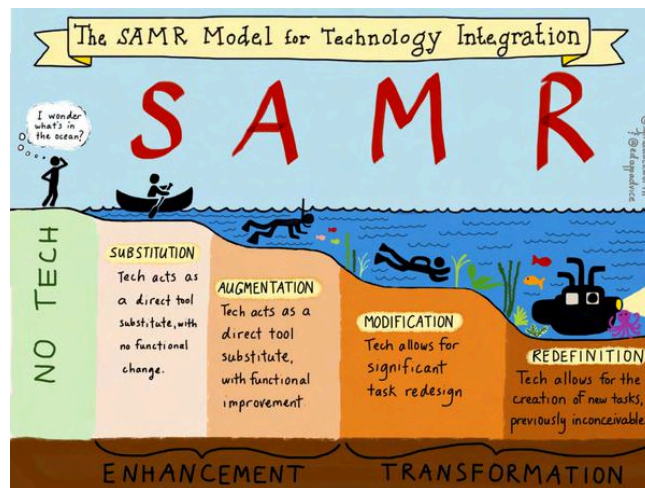 The SAMR Model for Technology Integration
S A M R
I wonder
what's in
the ocean?
NO TECH
SUBSTITUTION
Tech acts as
a direct tool
substitute, with
no functional
change.
AUGMENTATION
Tech acts as a
direct tool
substitute,
with functional
improvement
MODIFICATION
Tech allows for
significant
task redesign
REDEFINITION
Tech allows for the
creation of new tasks,
previously inconceivable
ENHANCEMENT
TRANSFORMATION